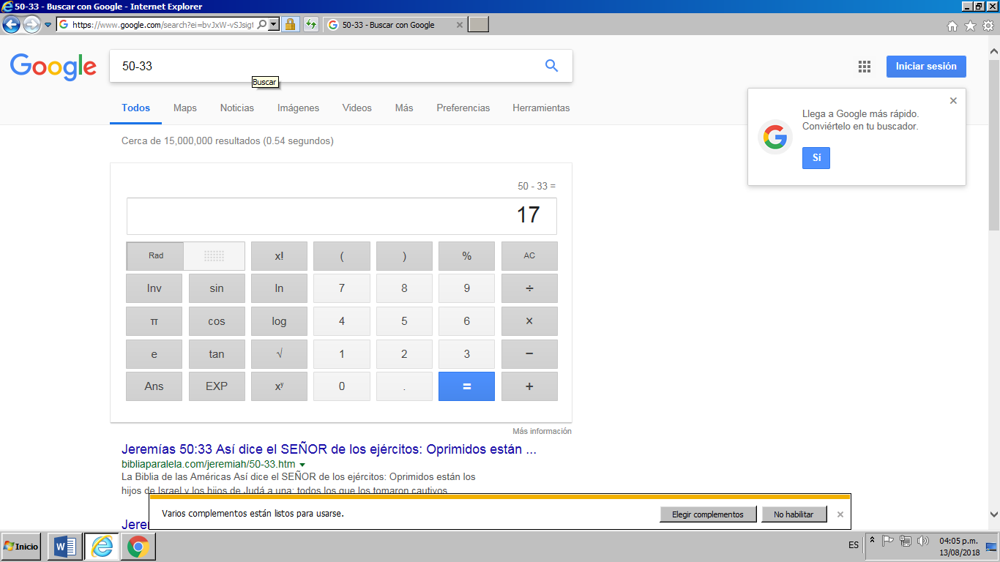 50-33 - Buscar con Google - Internet Explorer
https://www.google.com/search?ei=bvJxW-vSJsigt
50-33 - Buscar con Google
Google
50-33
Iniciar sesión
Buscar
Todos Maps Noticias Imágenes Videos Más Preferencias Herramientas
Llega a Google más rápido.
Conviértelo en tu buscador.
Sí
Cerca de 15,000,000 resultados (0.54 segundos)
50 - 33 =
17
Rad x! ( ) % AC
Inv sin ln 7 8 9 ÷
π cos log 4 5 6 ×
e tan √ 1 2 3 −
Ans EXP xʸ 0 . = +
Más información
Jeremías 50:33 Así dice el SEÑOR de los ejércitos: Oprimidos están ...
bibliaparalela.com/jeremiah/50-33.htm
La Biblia de las Américas Así dice el SEÑOR de los ejércitos: Oprimidos están los
hijos de Israel y los hijos de Judá a una; todos los que los tomaron cautivos
Varios complementos están listos para usarse.
Elegir complementos
No habilitar
Inicio
ES
04:05 p.m.
13/08/2018